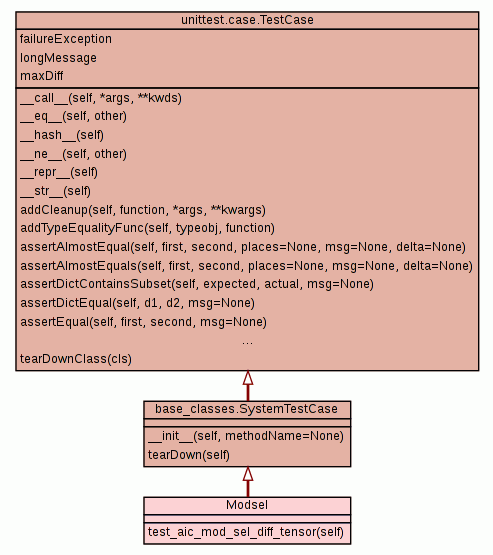 unittest.case.TestCase
failureException
longMessage
maxDiff
__call__(self, *args, **kwds)
__eq__(self, other)
__hash__(self)
__ne__(self, other)
__repr__(self)
__str__(self)
addCleanup(self, function, *args, **kwargs)
addTypeEqualityFunc(self, typeobj, function)
assertAlmostEqual(self, first, second, places=None, msg=None, delta=None)
assertAlmostEquals(self, first, second, places=None, msg=None, delta=None)
assertDictContainsSubset(self, expected, actual, msg=None)
assertDictEqual(self, d1, d2, msg=None)
assertEqual(self, first, second, msg=None)
...
tearDownClass(cls)
base_classes.SystemTestCase
__init__(self, methodName=None)
tearDown(self)
Modsel
test_aic_mod_sel_diff_tensor(self)